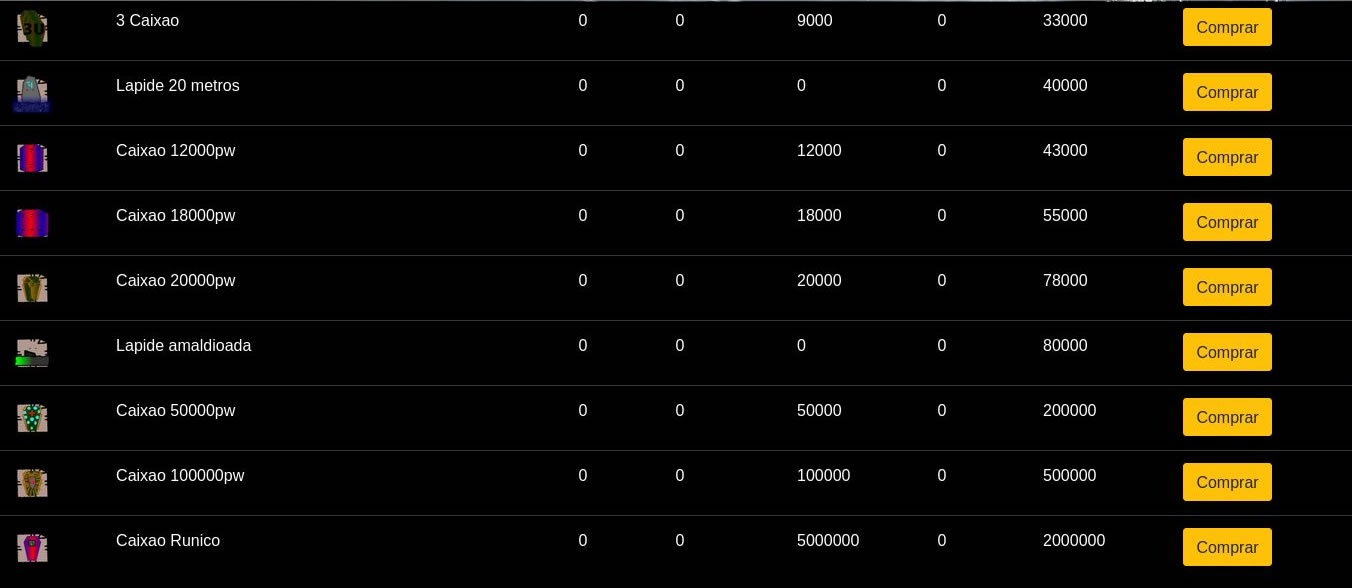 3 Caixao 0 0 9000 0 33000 Comprar
Lapide 20 metros 0 0 0 0 40000 Comprar
Caixao 12000pw 0 0 12000 0 43000 Comprar
Caixao 18000pw 0 0 18000 0 55000 Comprar
Caixao 20000pw 0 0 20000 0 78000 Comprar
Lapide amaldioada 0 0 0 0 80000 Comprar
Caixao 50000pw 0 0 50000 0 200000 Comprar
Caixao 100000pw 0 0 100000 0 500000 Comprar
Caixao Runico 0 0 5000000 0 2000000 Comprar